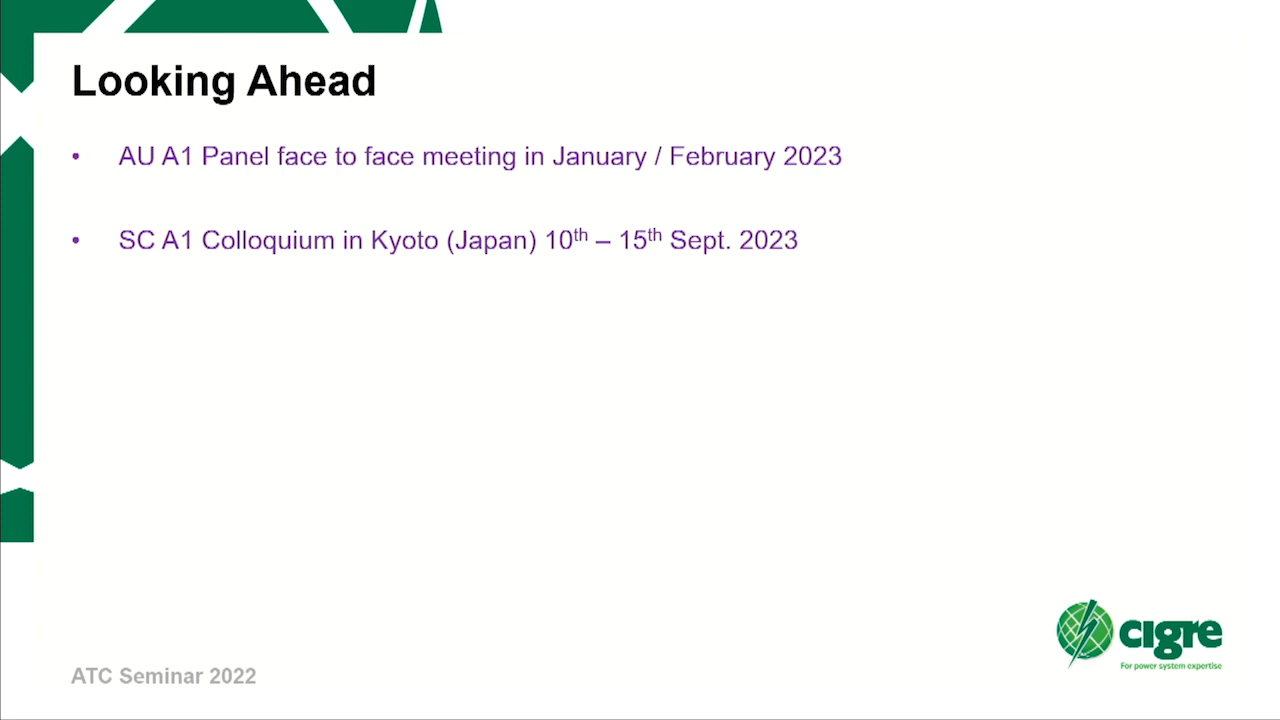 Looking Ahead
• AU A1 Panel face to face meeting in January / February 2023
• SC A1 Colloquium in Kyoto (Japan) 10th – 15th Sept. 2023
cigre
For power system expertise
ATC Seminar 2022